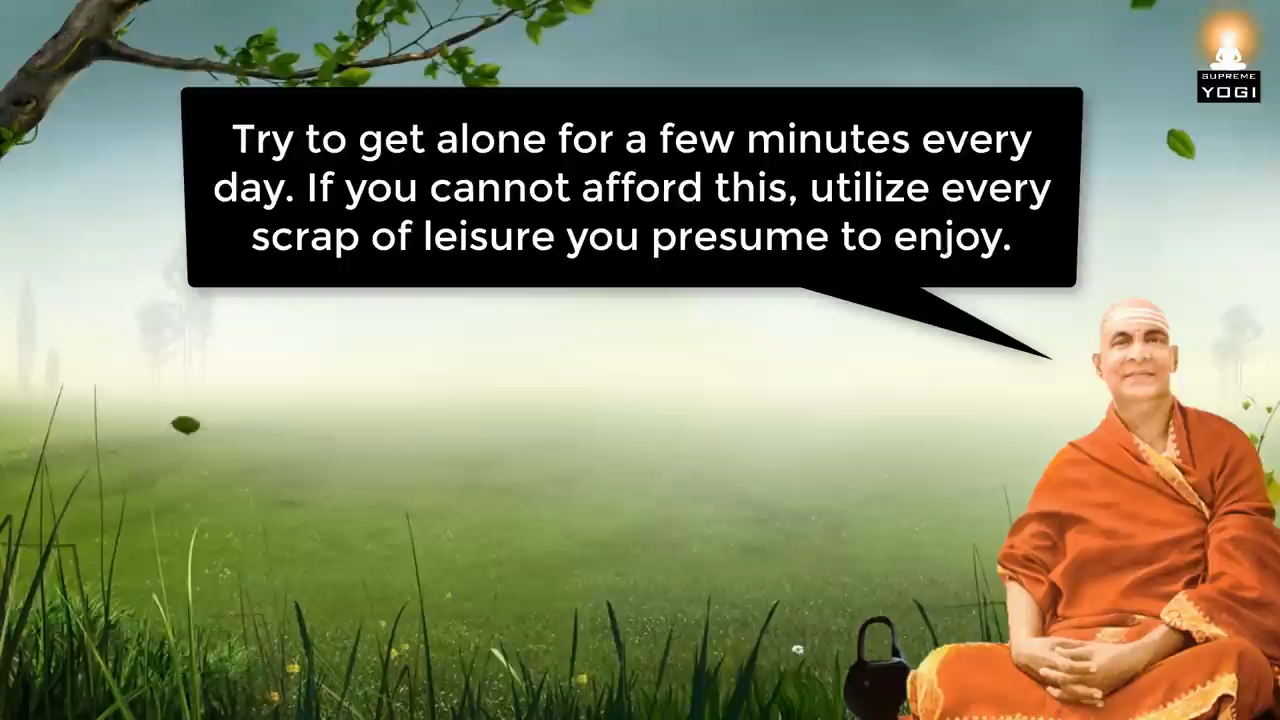 SUPREME
YOGI
Try to get alone for a few minutes every
day. If you cannot afford this, utilize every
scrap of leisure you presume to enjoy.